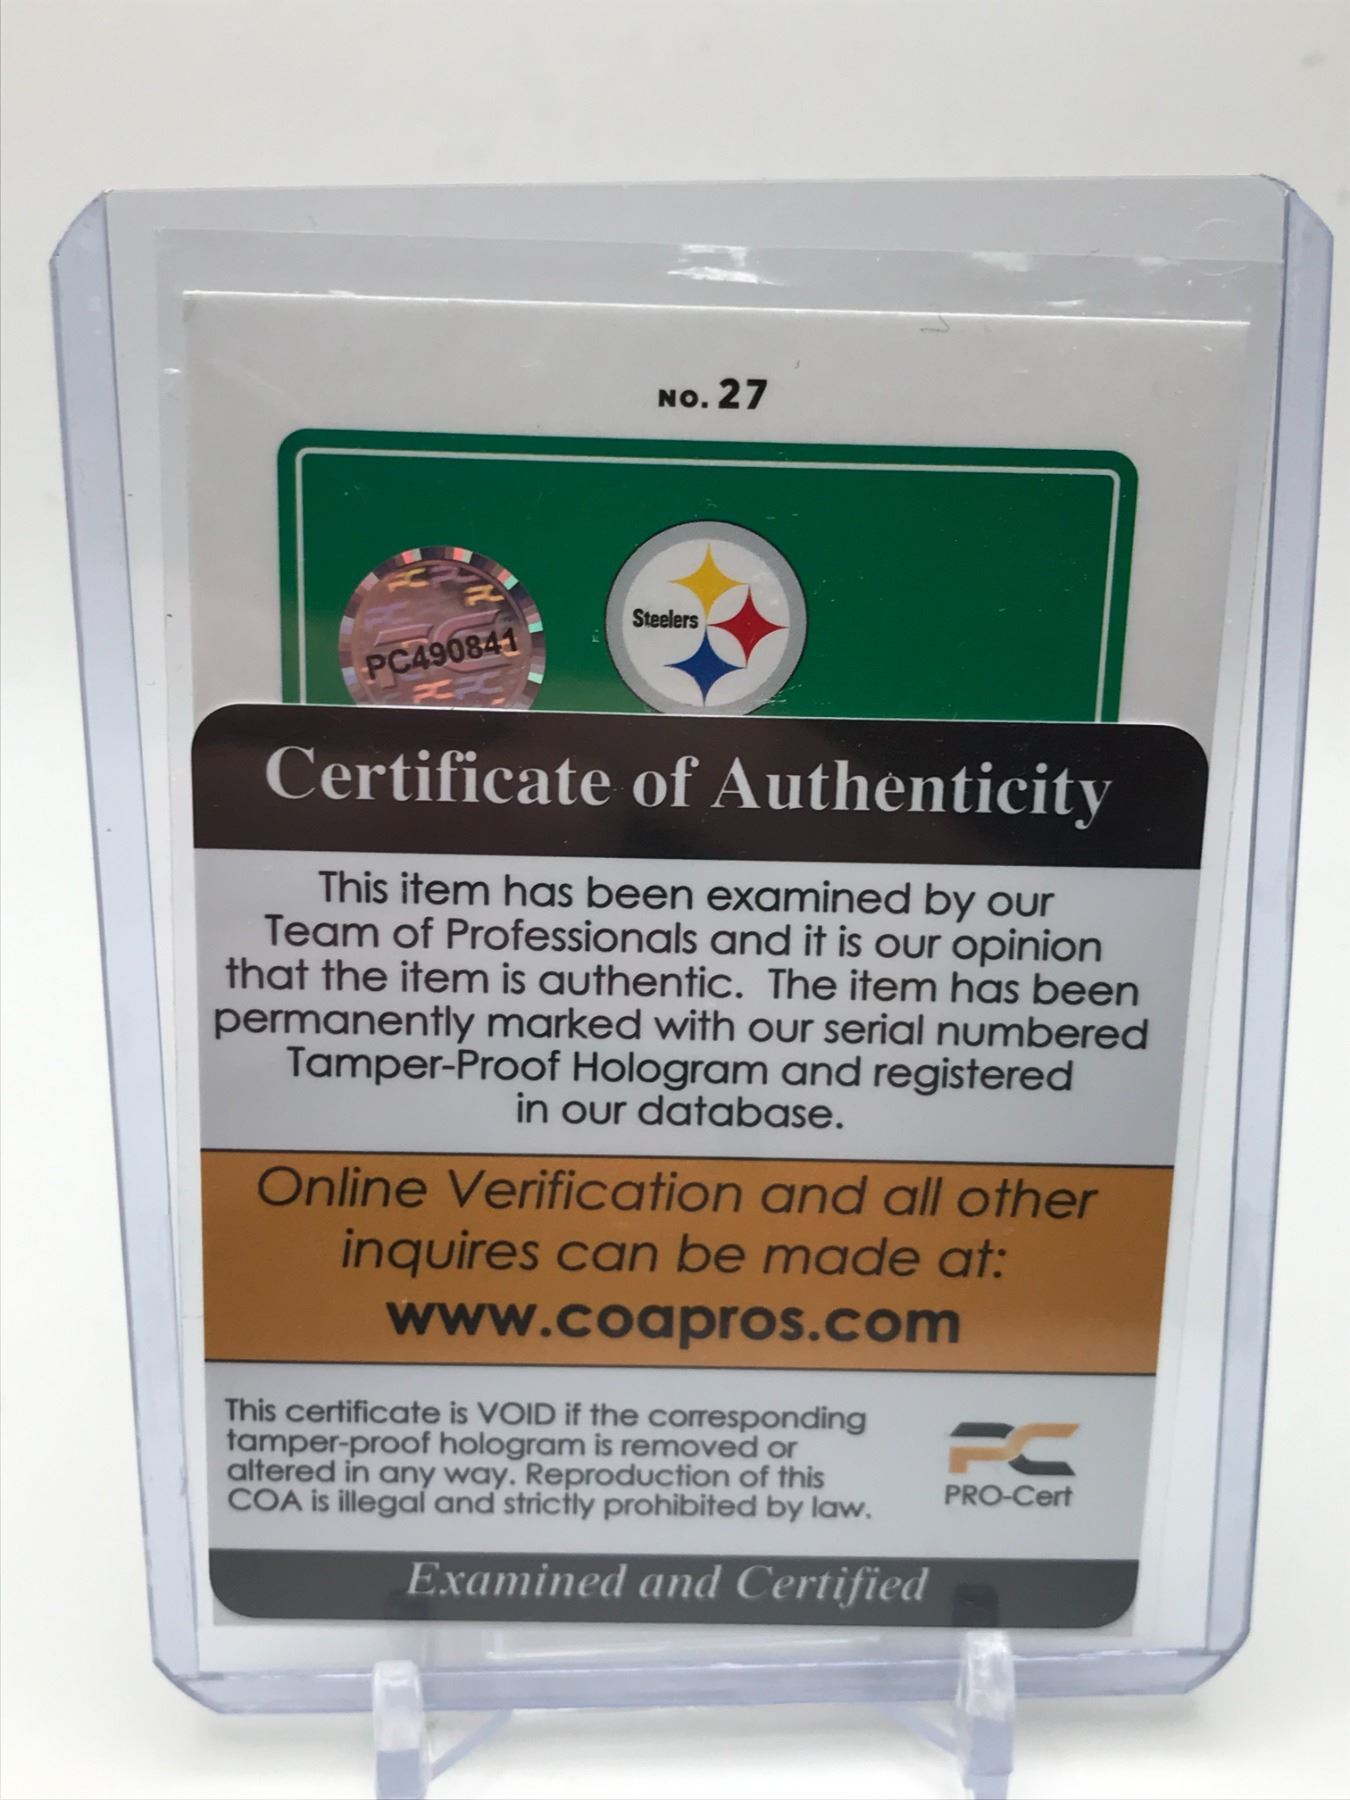 NO. 27
Steelers
PC490841
Certificate of Authenticity
This item has been examined by our
Team of Professionals and it is our opinion
that the item is authentic. The item has been
permanently marked with our serial numbered
Tamper-Proof Hologram and registered
in our database.
Online Verification and all other
inquires can be made at:
www.coapros.com
This certificate is VOID if the corresponding
tamper-proof hologram is removed or
altered in any way. Reproduction of this
COA is illegal and strictly prohibited by law.
PC
PRO-Cert
Examined and Certified